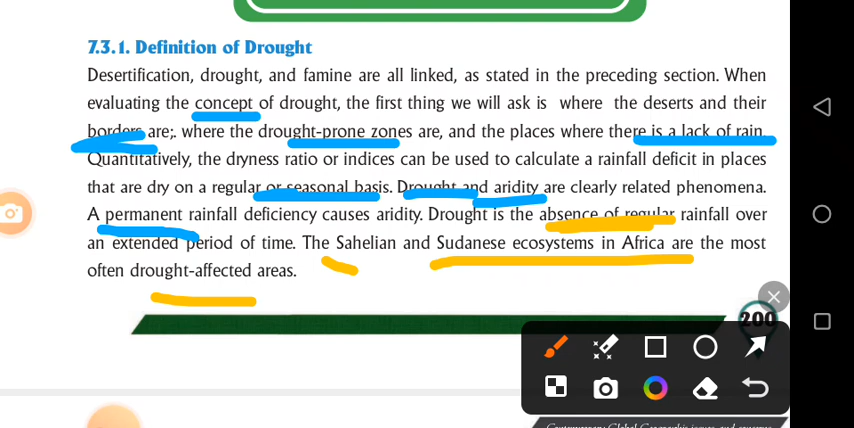 7.3.1. Definition of Drought
Desertification, drought, and famine are all linked, as stated in the preceding section. When
evaluating the concept of drought, the first thing we will ask is where the deserts and their
borders are;. where the drought-prone zones are, and the places where there is a lack of rain.
Quantitatively, the dryness ratio or indices can be used to calculate a rainfall deficit in places
that are dry on a regular or seasonal basis. Drought and aridity are clearly related phenomena.
A permanent rainfall deficiency causes aridity. Drought is the absence of regular rainfall over
an extended period of time. The Sahelian and Sudanese ecosystems in Africa are the most
often drought-affected areas.
200
Contemporary Global Geographic issues and concerns